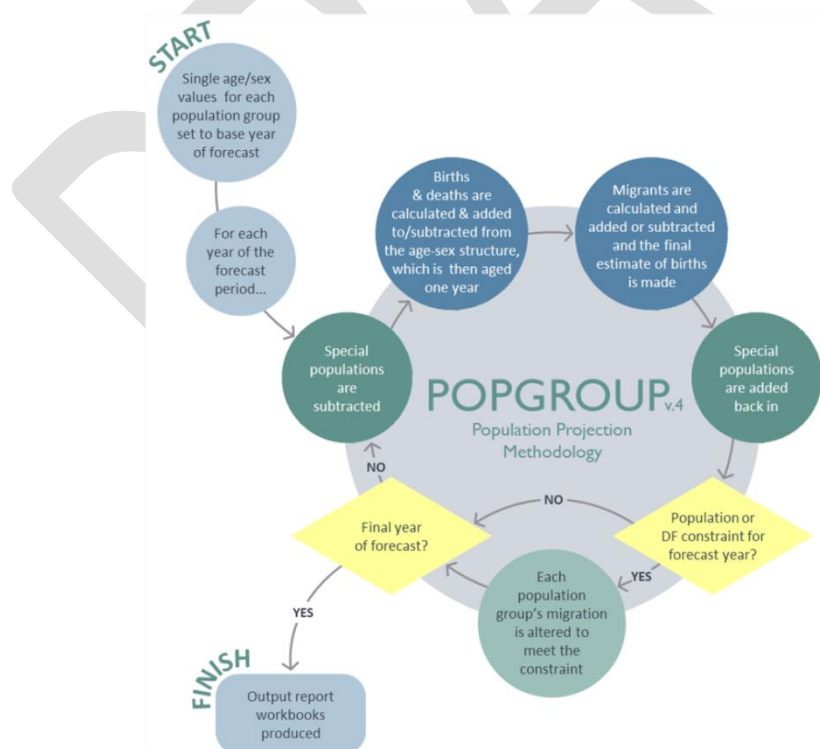 START
Single age/sex
values for each
population group
set to base year
of forecast
For each
year of the
forecast
period...
Special
populations
are
subtracted
Births
& deaths are
calculated & added
to/subtracted from
the age-sex structure,
which is then aged
one year
Migrants are
calculated and
added or subtracted
and the final
estimate of births
is made
Special
populations
are added
back in
POPGROUP v.4
Population Projection
Methodology
Population or
DF constraint for
forecast year?
NO
YES
Each
population
group's migration
is altered to
meet the
constraint
Final year
of forecast?
NO
YES
FINISH
Output report
workbooks
produced